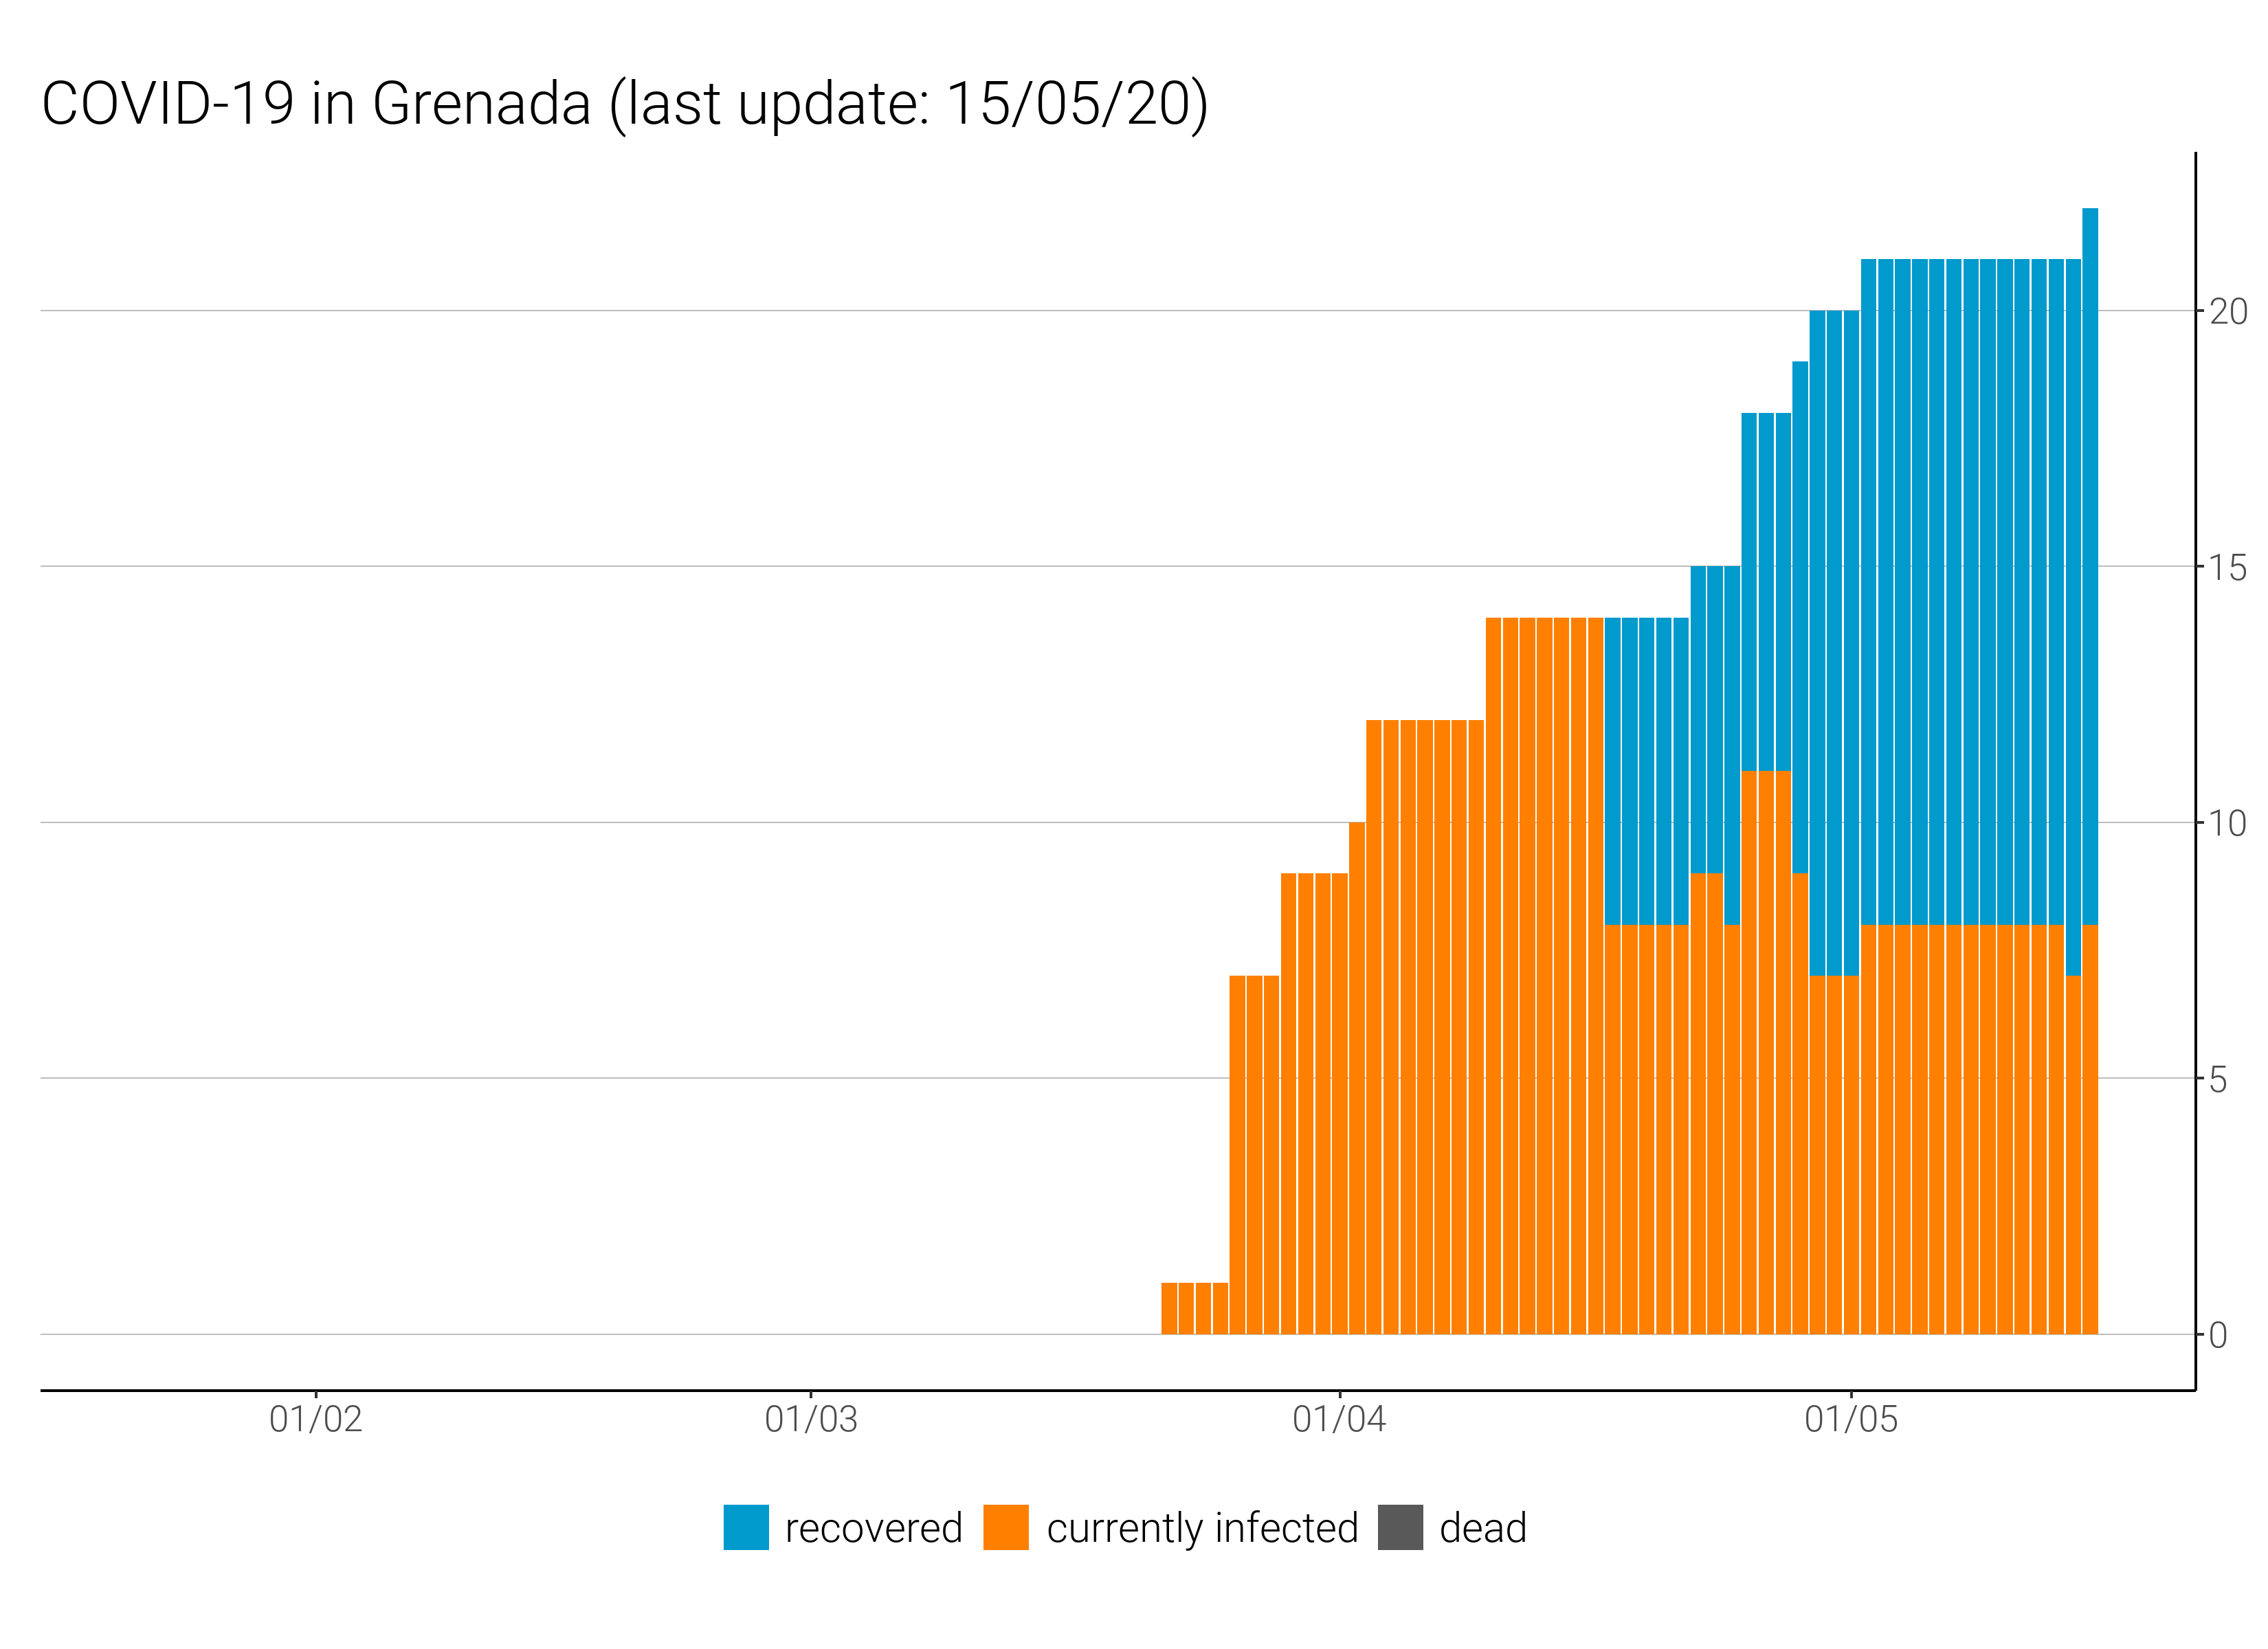 COVID-19 in Grenada (last update: 15/05/20)
20
15
10
5
0
01/02 01/03 01/04 01/05
recovered currently infected dead